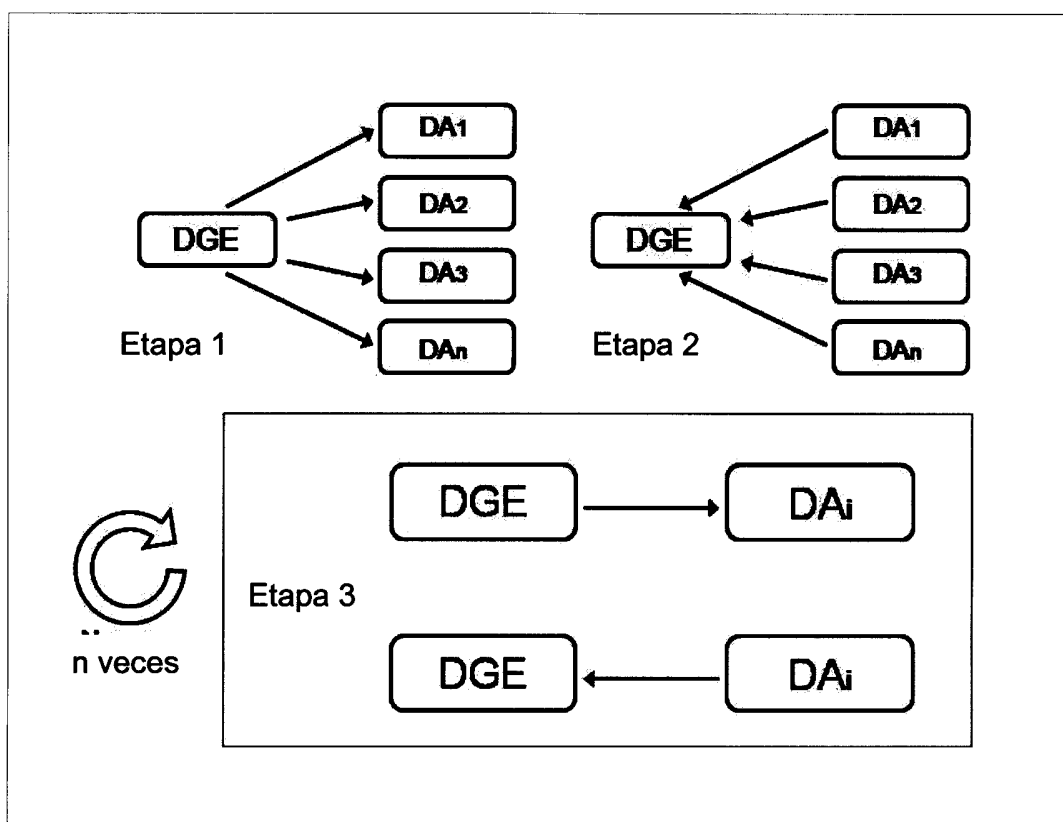 DA1
DA2
DGE
DA3
Etapa 1
DAn
DA1
DA2
DGE
DA3
Etapa 2
DAn
DGE
DAi
Etapa 3
n veces
DGE
DAi